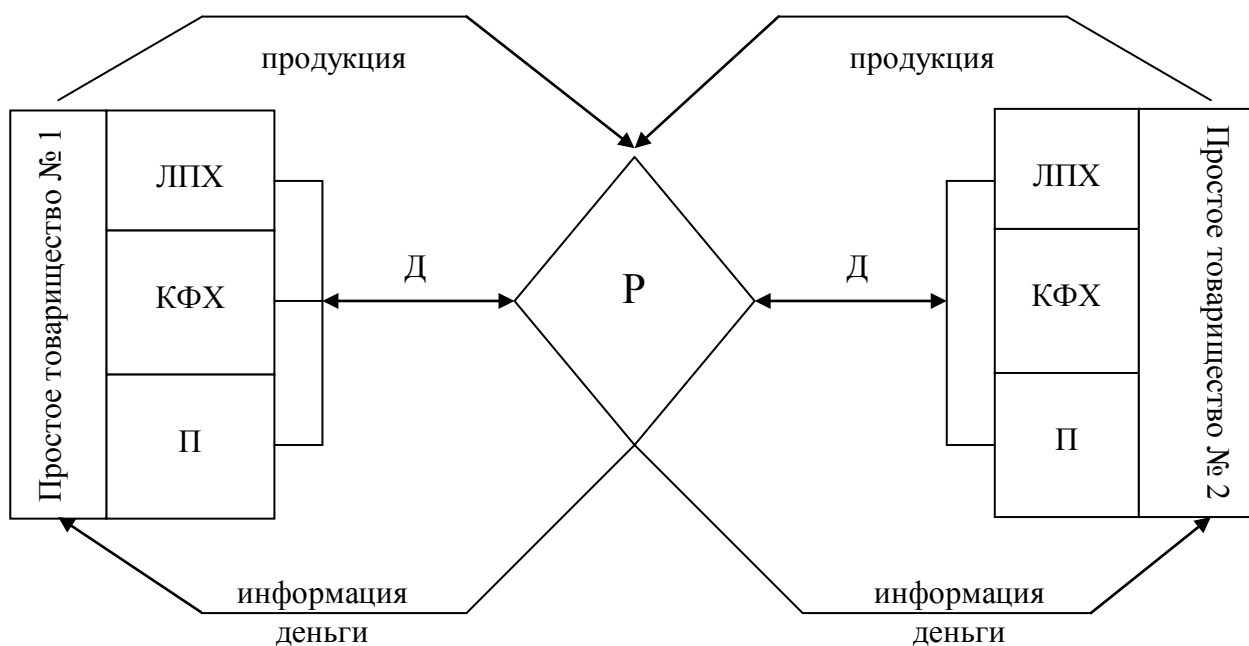 продукция
продукция
Простое товарищество № 1
ЛПХ
КФХ
П
Д
Р
Д
ЛПХ
КФХ
П
Простое товарищество № 2
информация
деньги
информация
деньги